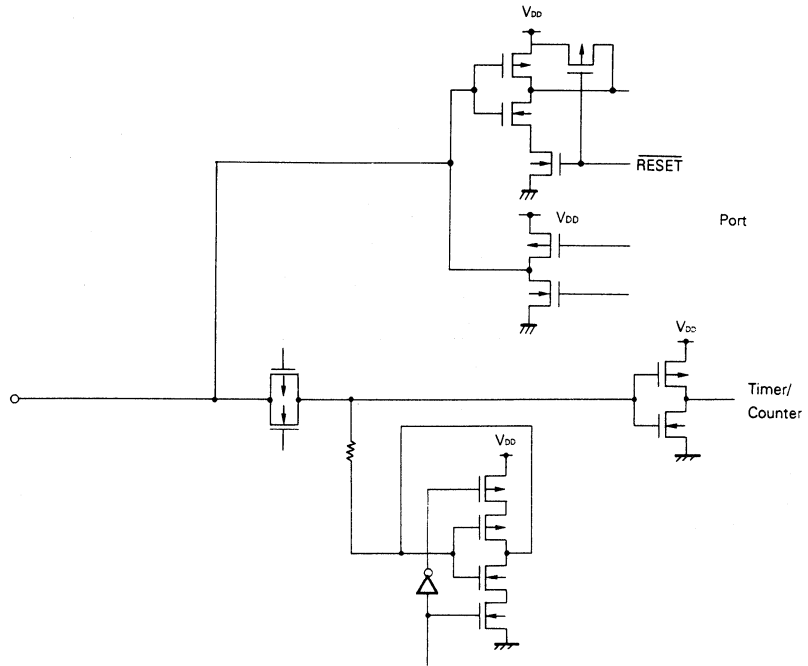 VDD
RESET
VDD
Port
VDD
Timer/
Counter
VDD